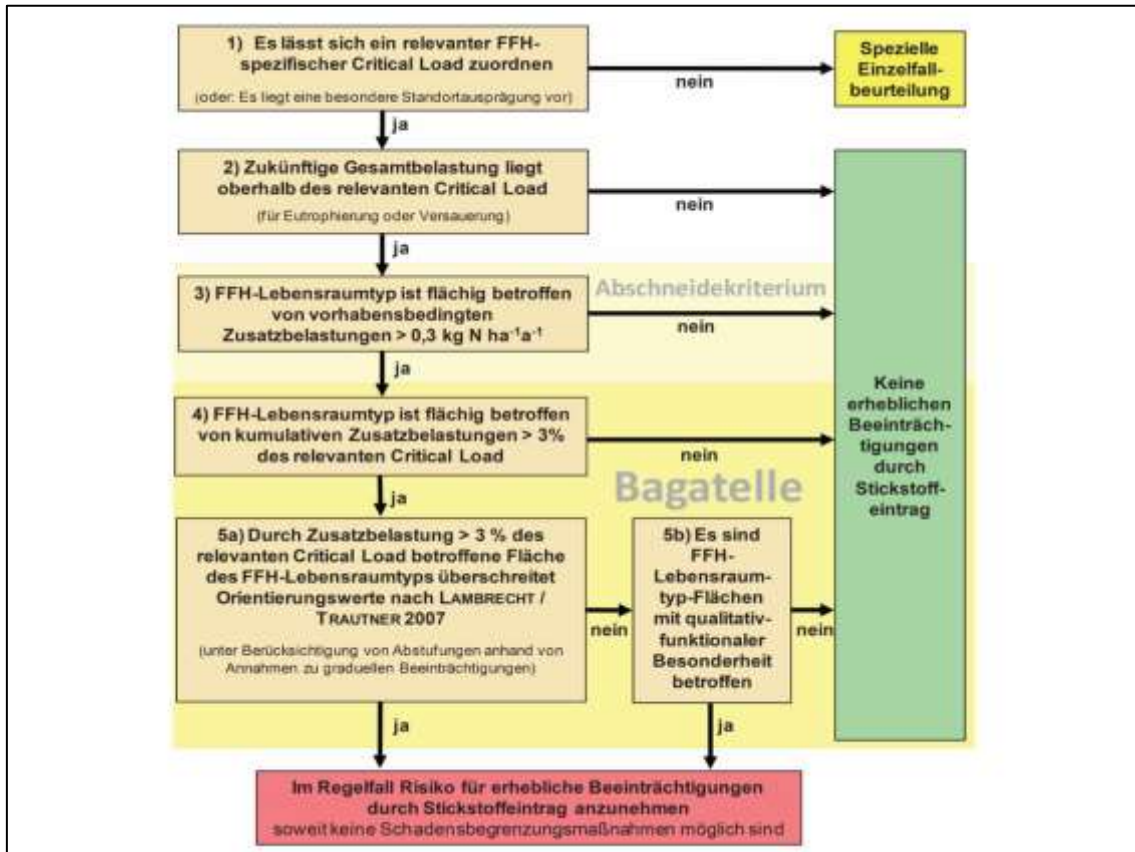 1) Es lässt sich ein relevanter FFH-
spezifischer Critical Load zuordnen
(oder: Es liegt eine besondere Standortausprägung vor)
nein
Spezielle
Einzelfall-
beurteilung
ja
2) Zukünftige Gesamtbelastung liegt
oberhalb des relevanten Critical Load
(für Eutrophierung oder Versauerung)
nein
ja
3) FFH-Lebensraumtyp ist flächig betroffen
von vorhabensbedingten
Zusatzbelastungen > 0,3 kg N ha⁻¹a⁻¹
Abschneidekriterium
nein
ja
4) FFH-Lebensraumtyp ist flächig betroffen
von kumulativen Zusatzbelastungen > 3%
des relevanten Critical Load
nein
Bagatelle
ja
5a) Durch Zusatzbelastung > 3 % des
relevanten Critical Load betroffene Fläche
des FFH-Lebensraumtyps überschreitet
Orientierungswerte nach LAMBRECHT /
TRAUTNER 2007
(unter Berücksichtigung von Abstufungen anhand von
Annahmen zu graduellen Beeinträchtigungen)
nein
5b) Es sind
FFH-
Lebensraum-
typ-Flächen
mit qualitativ-
funktionaler
Besonderheit
betroffen
nein
Keine
erheblichen
Beeinträch-
tigungen
durch
Stickstoff-
eintrag
ja
ja
Im Regelfall Risiko für erhebliche Beeinträchtigungen
durch Stickstoffeintrag anzunehmen
soweit keine Schadensbegrenzungsmaßnahmen möglich sind